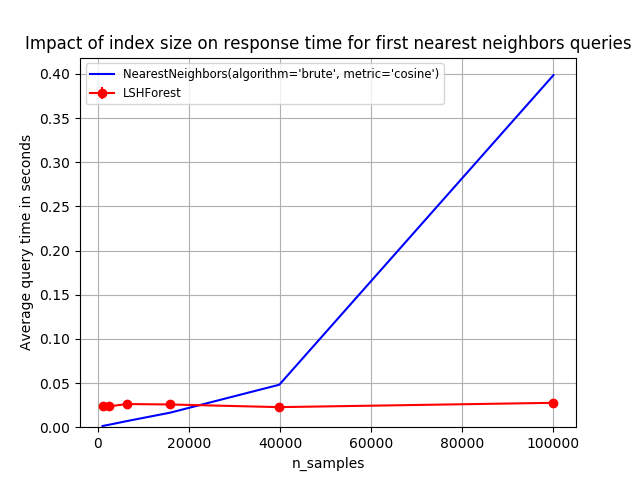 Impact of index size on response time for first nearest neighbors queries
NearestNeighbors(algorithm='brute', metric='cosine')
LSHForest
Average query time in seconds
0.40
0.35
0.30
0.25
0.20
0.15
0.10
0.05
0.00
0 20000 40000 60000 80000 100000
n_samples